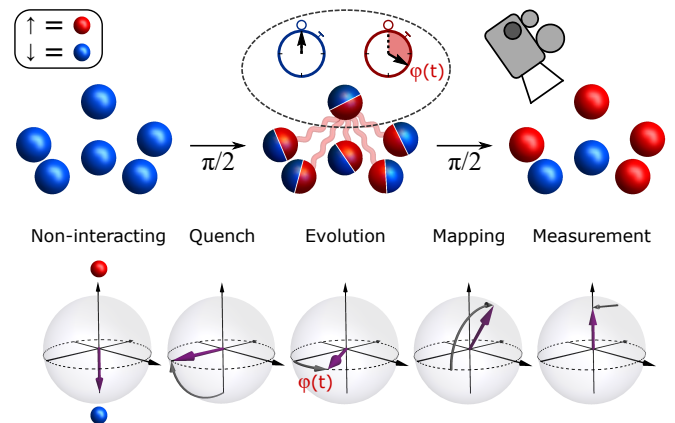 ↑ =
↓ =
φ(t)
π/2
π/2
Non-interacting Quench Evolution Mapping Measurement
φ(t)